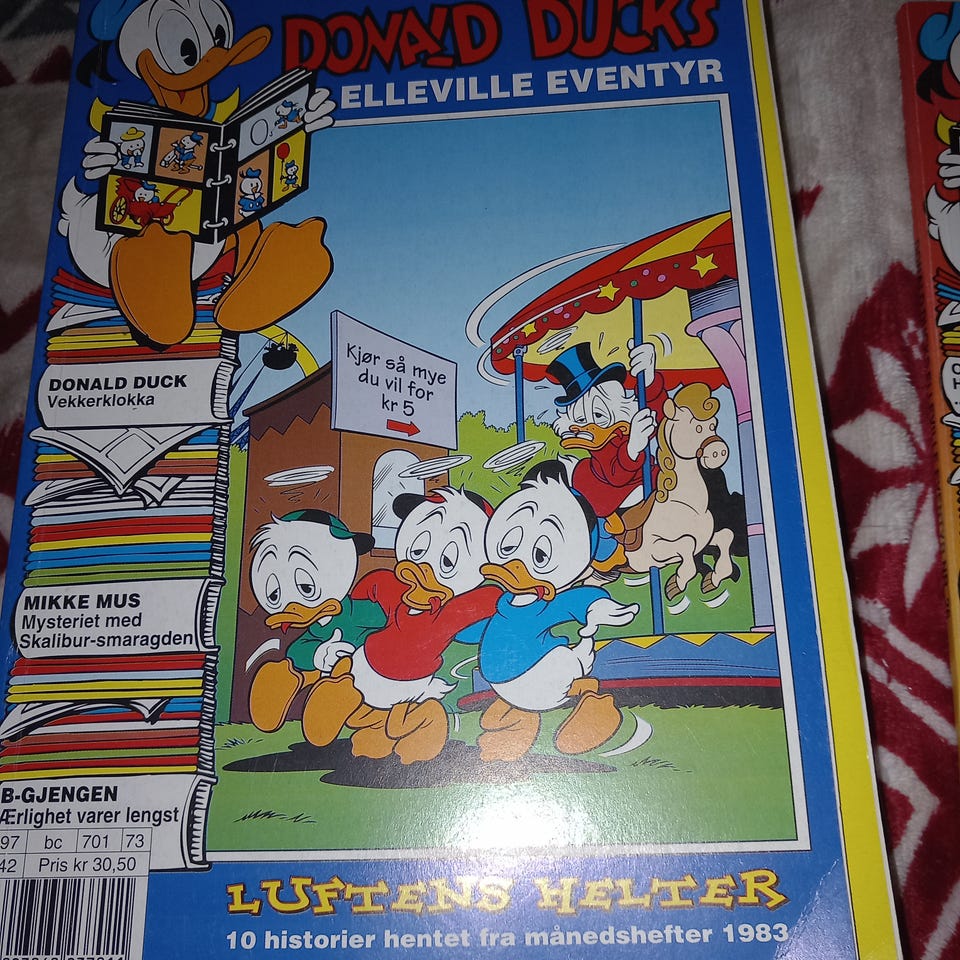 DONALD DUCKS
ELLEVILLE EVENTYR
Kjør så mye
du vil for
kr 5
DONALD DUCK
Vekkerklokka
MIKKE MUS
Mysteriet med
Skalibur-smaragden
B-GJENGEN
Ærlighet varer lengst
97 bc 701 73
42 Pris kr 30,50
LUFTENS HELTER
10 historier hentet fra månedshefter 1983